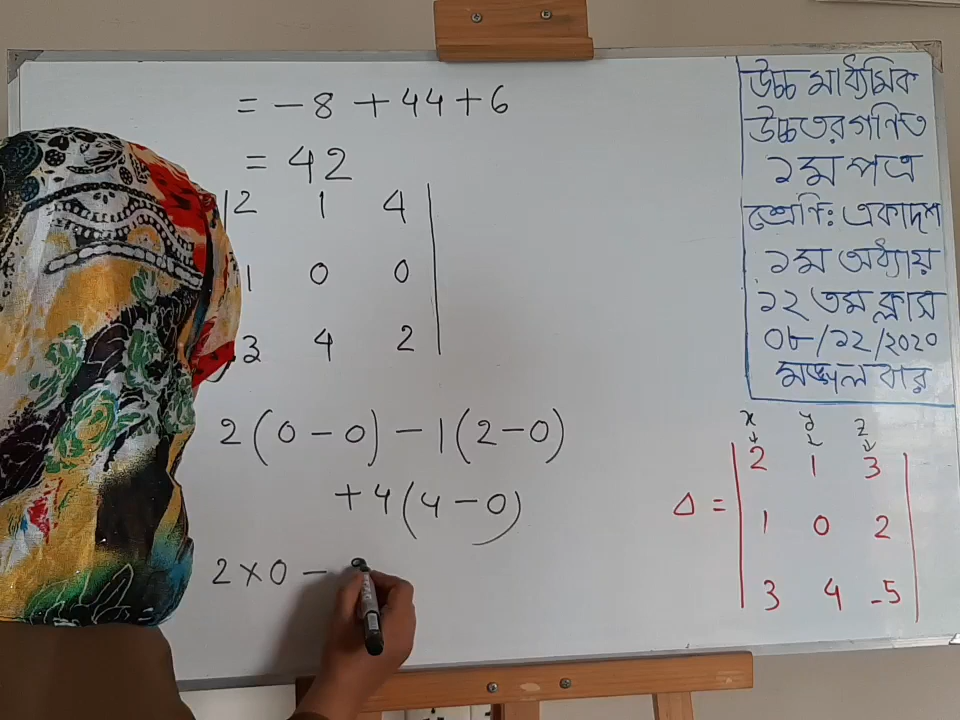 = -8 + 44 + 6
= 42
2 1 4
1 0 0
3 4 2
2(0-0) - 1(2-0)
+4(4-0)
2×0 -
উচ্চ মাধ্যমিক
উচ্চতর গণিত
১ম পত্র
শ্রেণি: একাদশ
১ম অধ্যায়
১২ তম ক্লাস
০৮/১২/২০২০
মঙ্গলবার
x y z
2 1 3
Δ = 1 0 2
3 4 -5